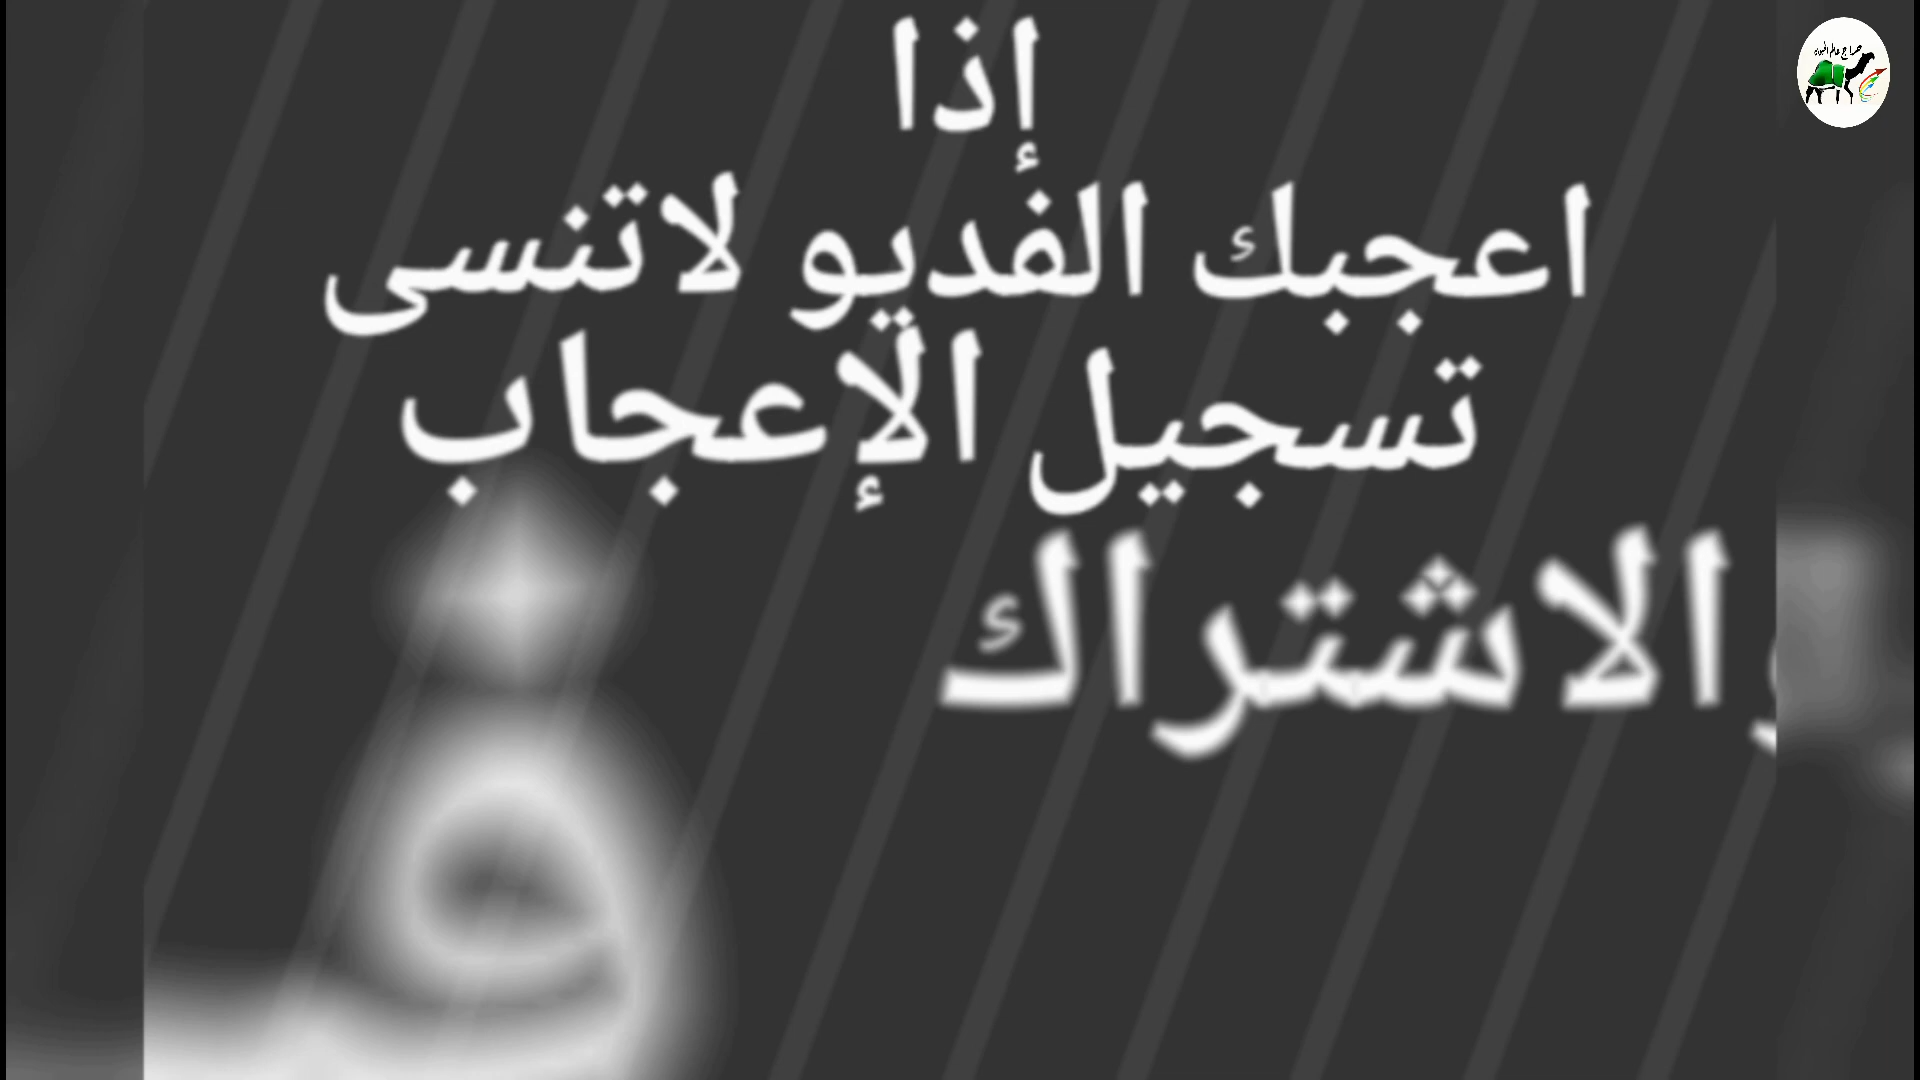 إذا
اعجبك الفديو لاتنسى
تسجيل الإعجاب
والاشتراك